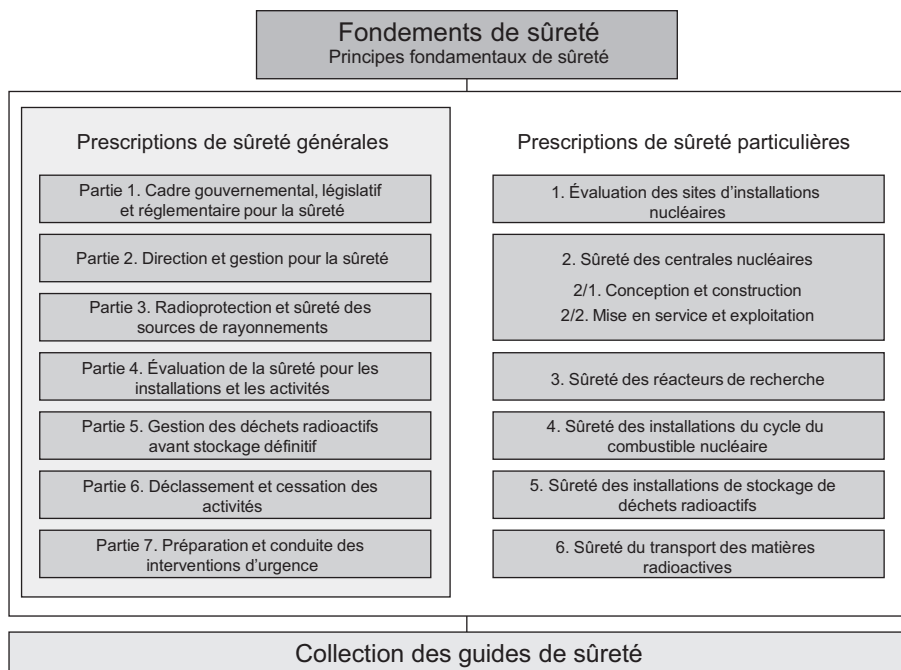 Fondements de sûreté
Principes fondamentaux de sûreté
Prescriptions de sûreté générales
Partie 1. Cadre gouvernemental, législatif
et réglementaire pour la sûreté
Partie 2. Direction et gestion pour la sûreté
Partie 3. Radioprotection et sûreté des
sources de rayonnements
Partie 4. Évaluation de la sûreté pour les
installations et les activités
Partie 5. Gestion des déchets radioactifs
avant stockage définitif
Partie 6. Déclassement et cessation des
activités
Partie 7. Préparation et conduite des
interventions d'urgence
Prescriptions de sûreté particulières
1. Évaluation des sites d'installations
nucléaires
2. Sûreté des centrales nucléaires
2/1. Conception et construction
2/2. Mise en service et exploitation
3. Sûreté des réacteurs de recherche
4. Sûreté des installations du cycle du
combustible nucléaire
5. Sûreté des installations de stockage de
déchets radioactifs
6. Sûreté du transport des matières
radioactives
Collection des guides de sûreté